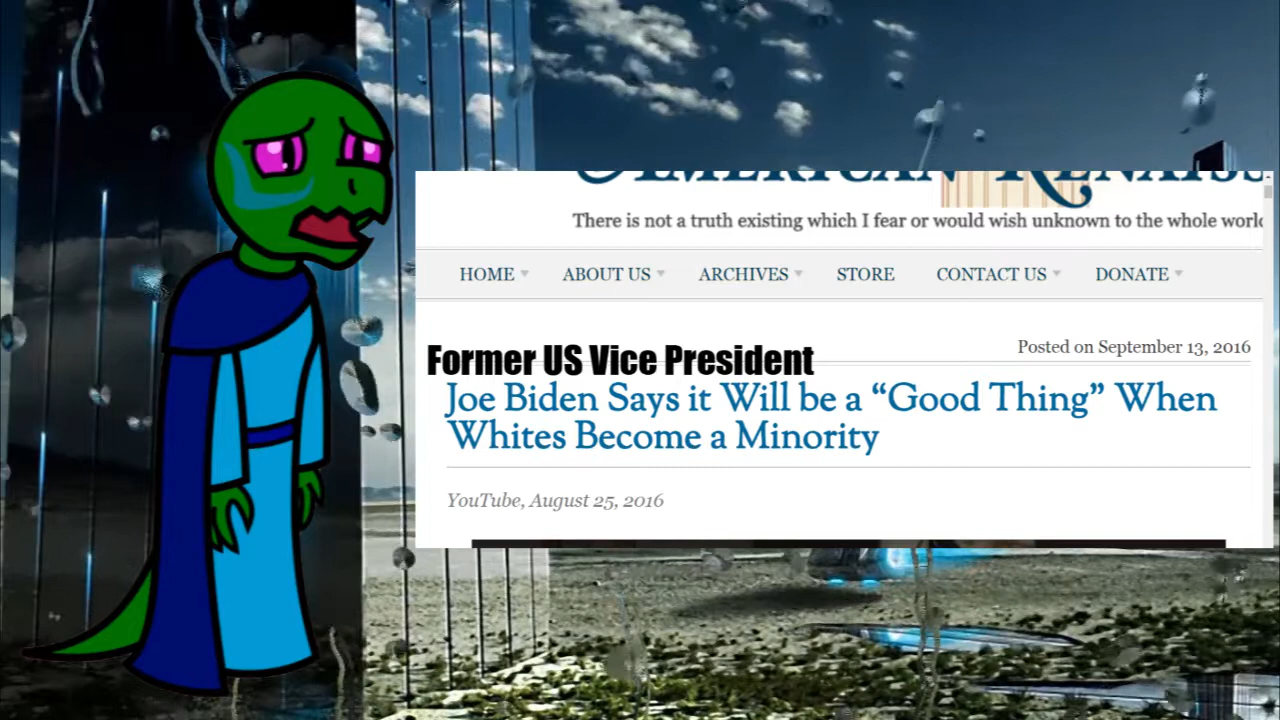 AMERICAN
There is not a truth existing which I fear or would wish unknown to the whole world
HOME ABOUT US ARCHIVES STORE CONTACT US DONATE
Posted on September 13, 2016
Former US Vice President
Joe Biden Says it Will be a “Good Thing” When
Whites Become a Minority
YouTube, August 25, 2016